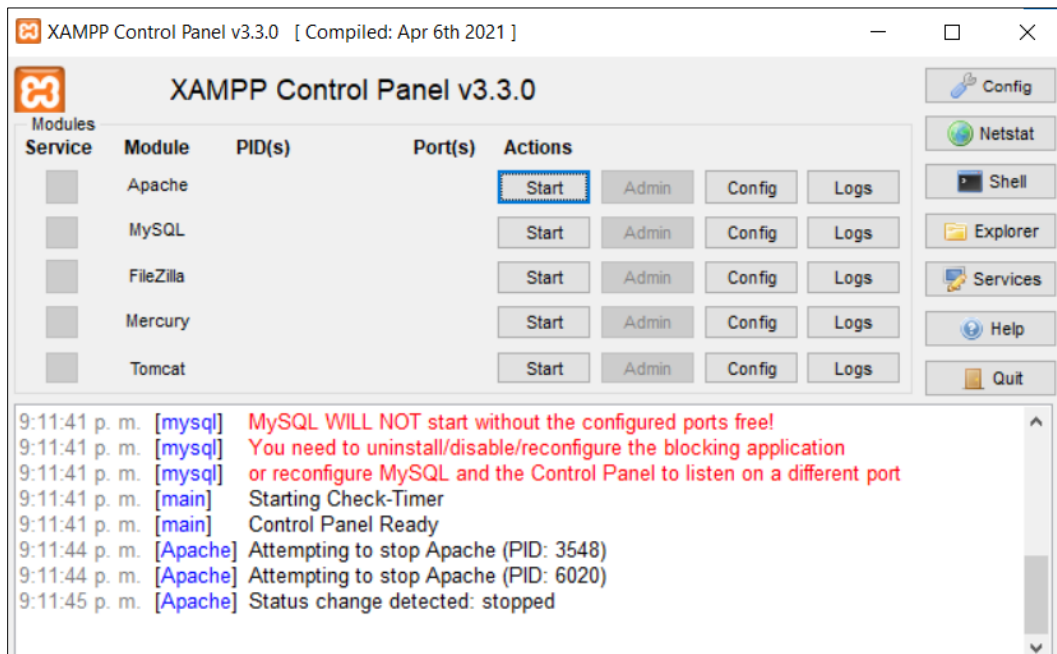 XAMPP Control Panel v3.3.0 [ Compiled: Apr 6th 2021 ]
XAMPP Control Panel v3.3.0
Config
Modules
Service Module PID(s) Port(s) Actions
Netstat
Apache Start Admin Config Logs
Shell
MySQL Start Admin Config Logs
Explorer
FileZilla Start Admin Config Logs
Services
Mercury Start Admin Config Logs
Help
Tomcat Start Admin Config Logs
Quit
9:11:41 p. m. [mysql] MySQL WILL NOT start without the configured ports free!
9:11:41 p. m. [mysql] You need to uninstall/disable/reconfigure the blocking application
9:11:41 p. m. [mysql] or reconfigure MySQL and the Control Panel to listen on a different port
9:11:41 p. m. [main] Starting Check-Timer
9:11:41 p. m. [main] Control Panel Ready
9:11:44 p. m. [Apache] Attempting to stop Apache (PID: 3548)
9:11:44 p. m. [Apache] Attempting to stop Apache (PID: 6020)
9:11:45 p. m. [Apache] Status change detected: stopped